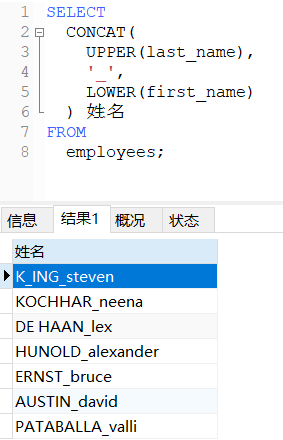 1 SELECT
2 CONCAT(
3 UPPER(last_name),
4 '_',
5 LOWER(first_name)
6 ) 姓名
7 FROM
8 employees;
信息 结果1 概况 状态
姓名
K_ING_steven
KOCHHAR_neena
DE HAAN_lex
HUNOLD_alexander
ERNST_bruce
AUSTIN_david
PATABALLA_valli